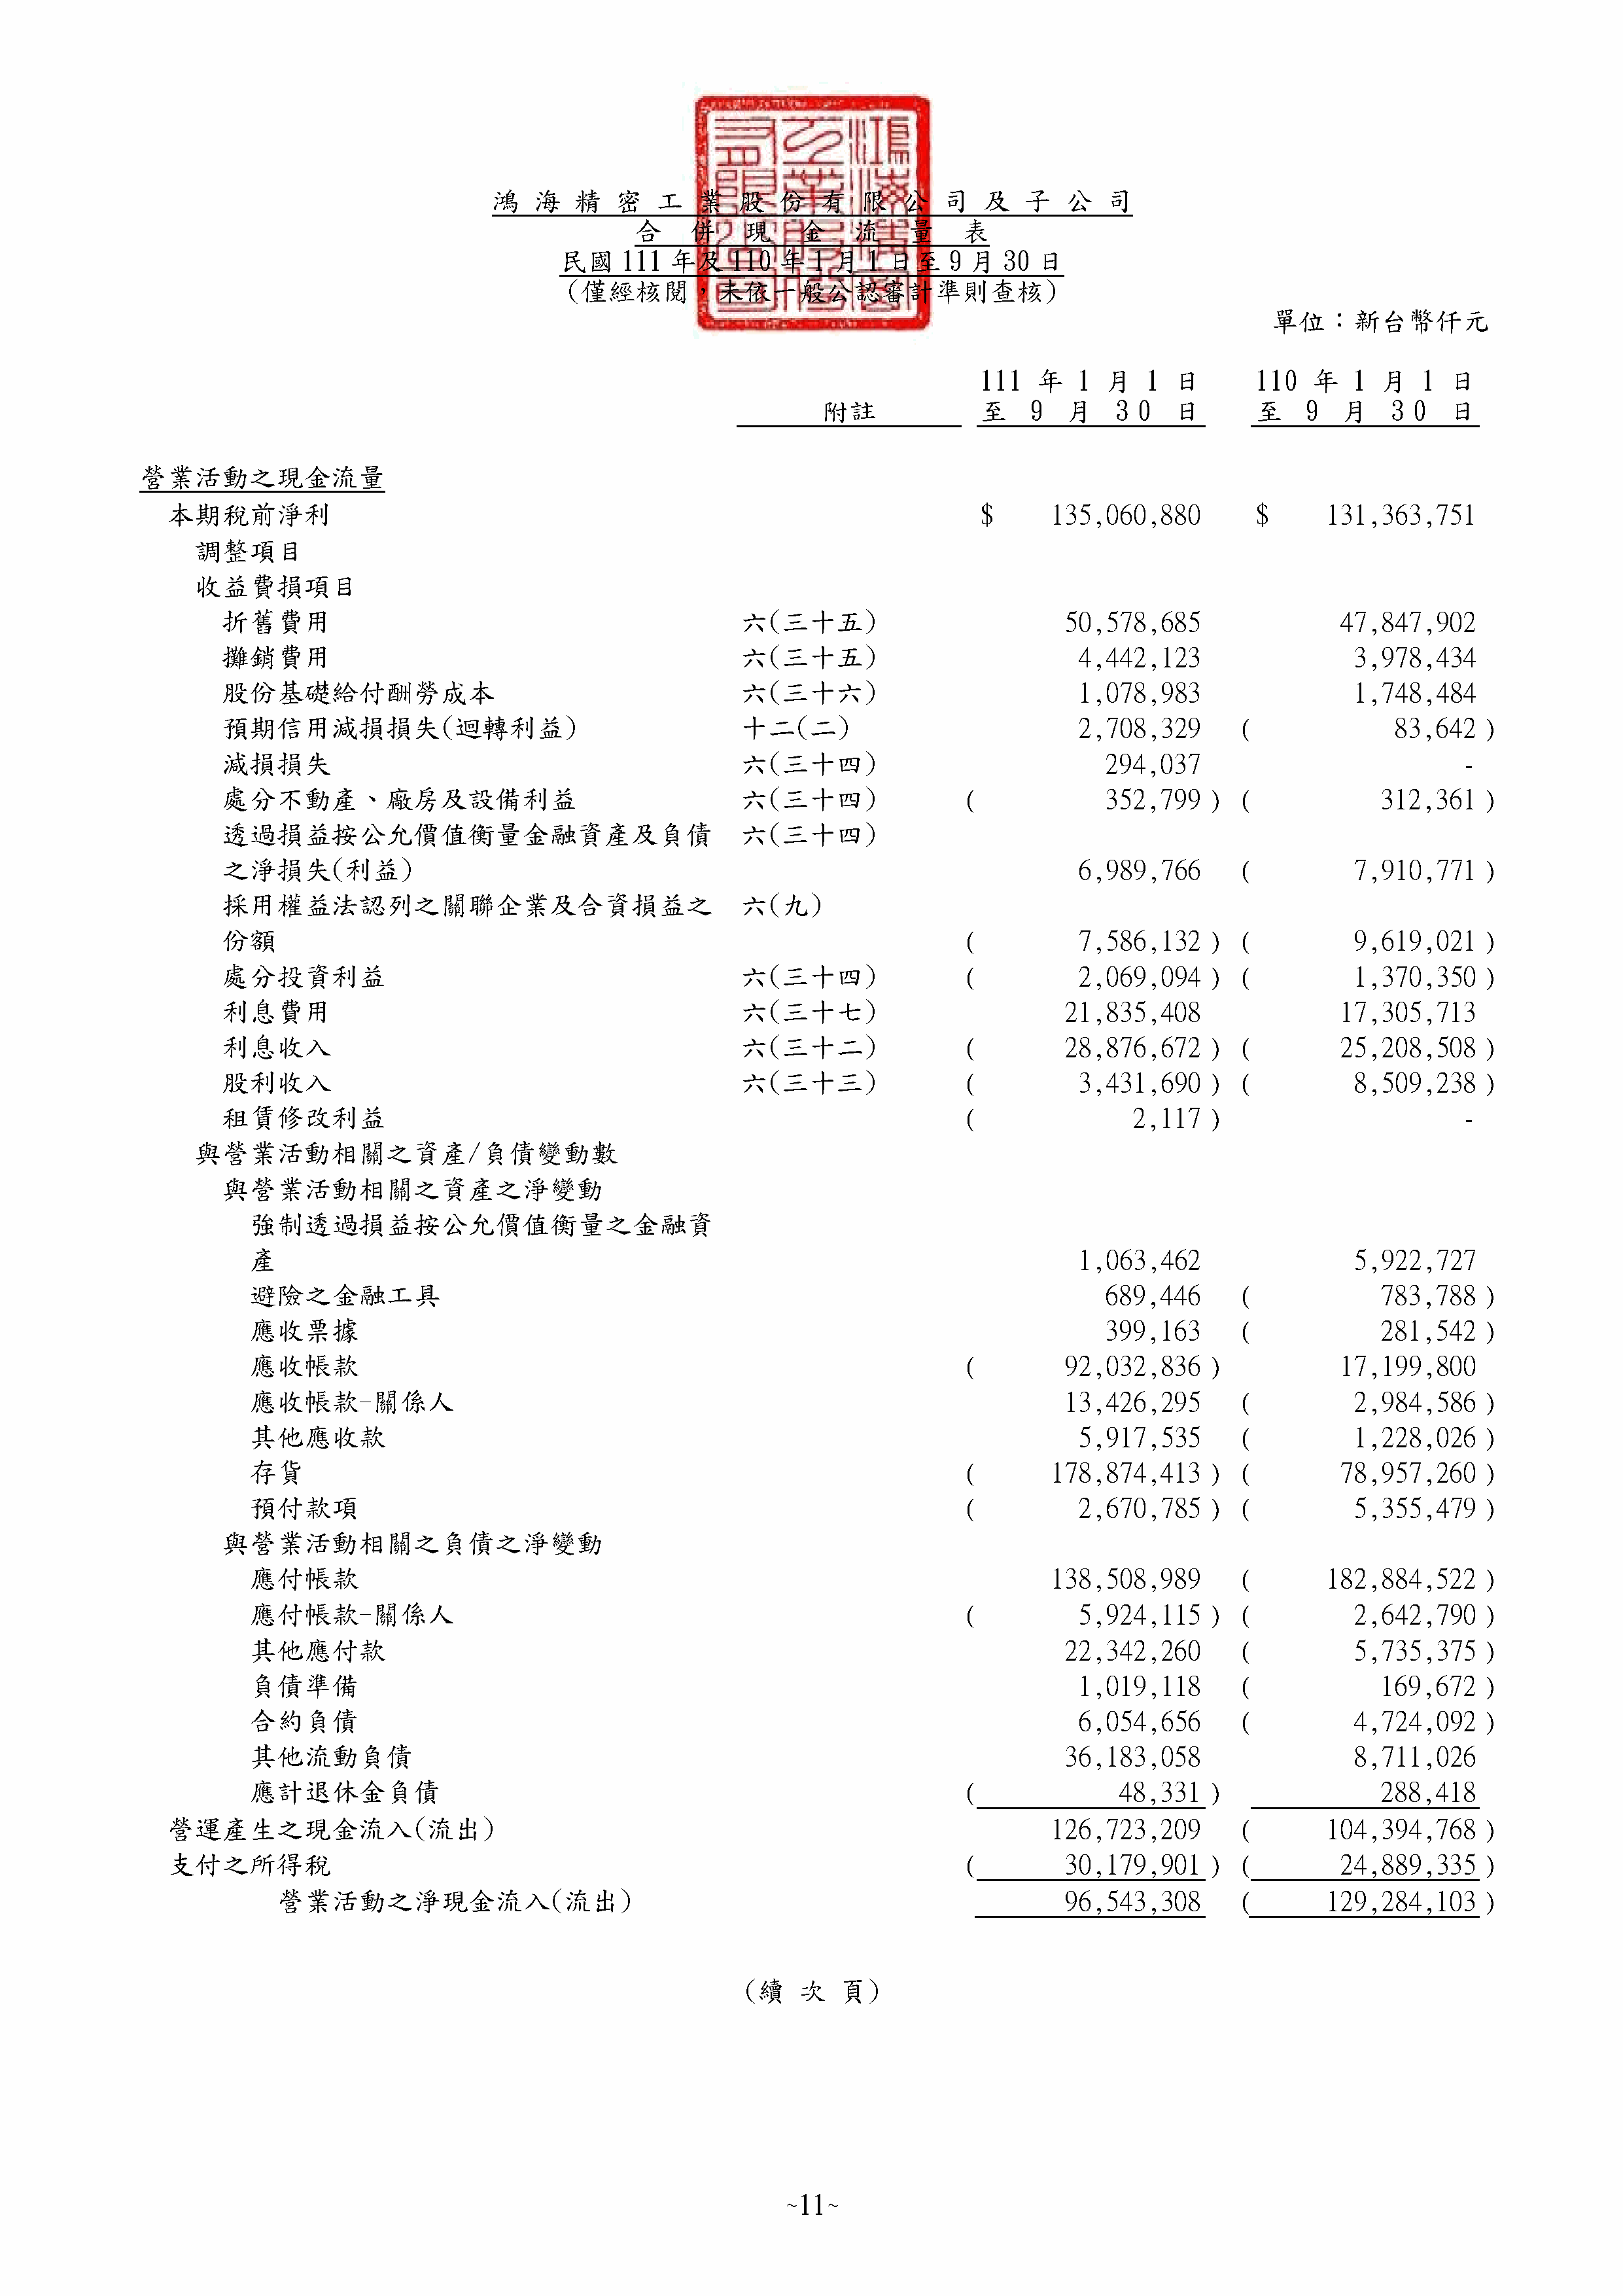 鴻海精密工業股份有限公司及子公司
合併現金流量表
民國 111 年及 110 年 1 月 1 日至 9 月 30 日
(僅經核閱，未依一般公認審計準則查核)
單位：新台幣仟元
111 年 1 月 1 日 110 年 1 月 1 日
附註 至 9 月 30 日 至 9 月 30 日
營業活動之現金流量
本期稅前淨利 $ 135,060,880 $ 131,363,751
調整項目
收益費損項目
折舊費用 六(三十五) 50,578,685 47,847,902
攤銷費用 六(三十五) 4,442,123 3,978,434
股份基礎給付酬勞成本 六(三十六) 1,078,983 1,748,484
預期信用減損損失(迴轉利益) 十二(二) 2,708,329 ( 83,642 )
減損損失 六(三十四) 294,037 -
處分不動產、廠房及設備利益 六(三十四) ( 352,799 ) ( 312,361 )
透過損益按公允價值衡量金融資產及負債 六(三十四)
之淨損失(利益) 6,989,766 ( 7,910,771 )
採用權益法認列之關聯企業及合資損益之 六(九)
份額 ( 7,586,132 ) ( 9,619,021 )
處分投資利益 六(三十四) ( 2,069,094 ) ( 1,370,350 )
利息費用 六(三十七) 21,835,408 17,305,713
利息收入 六(三十二) ( 28,876,672 ) ( 25,208,508 )
股利收入 六(三十三) ( 3,431,690 ) ( 8,509,238 )
租賃修改利益 ( 2,117 ) -
與營業活動相關之資產/負債變動數
與營業活動相關之資產之淨變動
強制透過損益按公允價值衡量之金融資
產 1,063,462 5,922,727
避險之金融工具 689,446 ( 783,788 )
應收票據 399,163 ( 281,542 )
應收帳款 ( 92,032,836 ) 17,199,800
應收帳款-關係人 13,426,295 ( 2,984,586 )
其他應收款 5,917,535 ( 1,228,026 )
存貨 ( 178,874,413 ) ( 78,957,260 )
預付款項 ( 2,670,785 ) ( 5,355,479 )
與營業活動相關之負債之淨變動
應付帳款 138,508,989 ( 182,884,522 )
應付帳款-關係人 ( 5,924,115 ) ( 2,642,790 )
其他應付款 22,342,260 ( 5,735,375 )
負債準備 1,019,118 ( 169,672 )
合約負債 6,054,656 ( 4,724,092 )
其他流動負債 36,183,058 8,711,026
應計退休金負債 ( 48,331 ) 288,418
營運產生之現金流入(流出) 126,723,209 ( 104,394,768 )
支付之所得稅 ( 30,179,901 ) ( 24,889,335 )
營業活動之淨現金流入(流出) 96,543,308 ( 129,284,103 )
(續 次 頁)
~11~